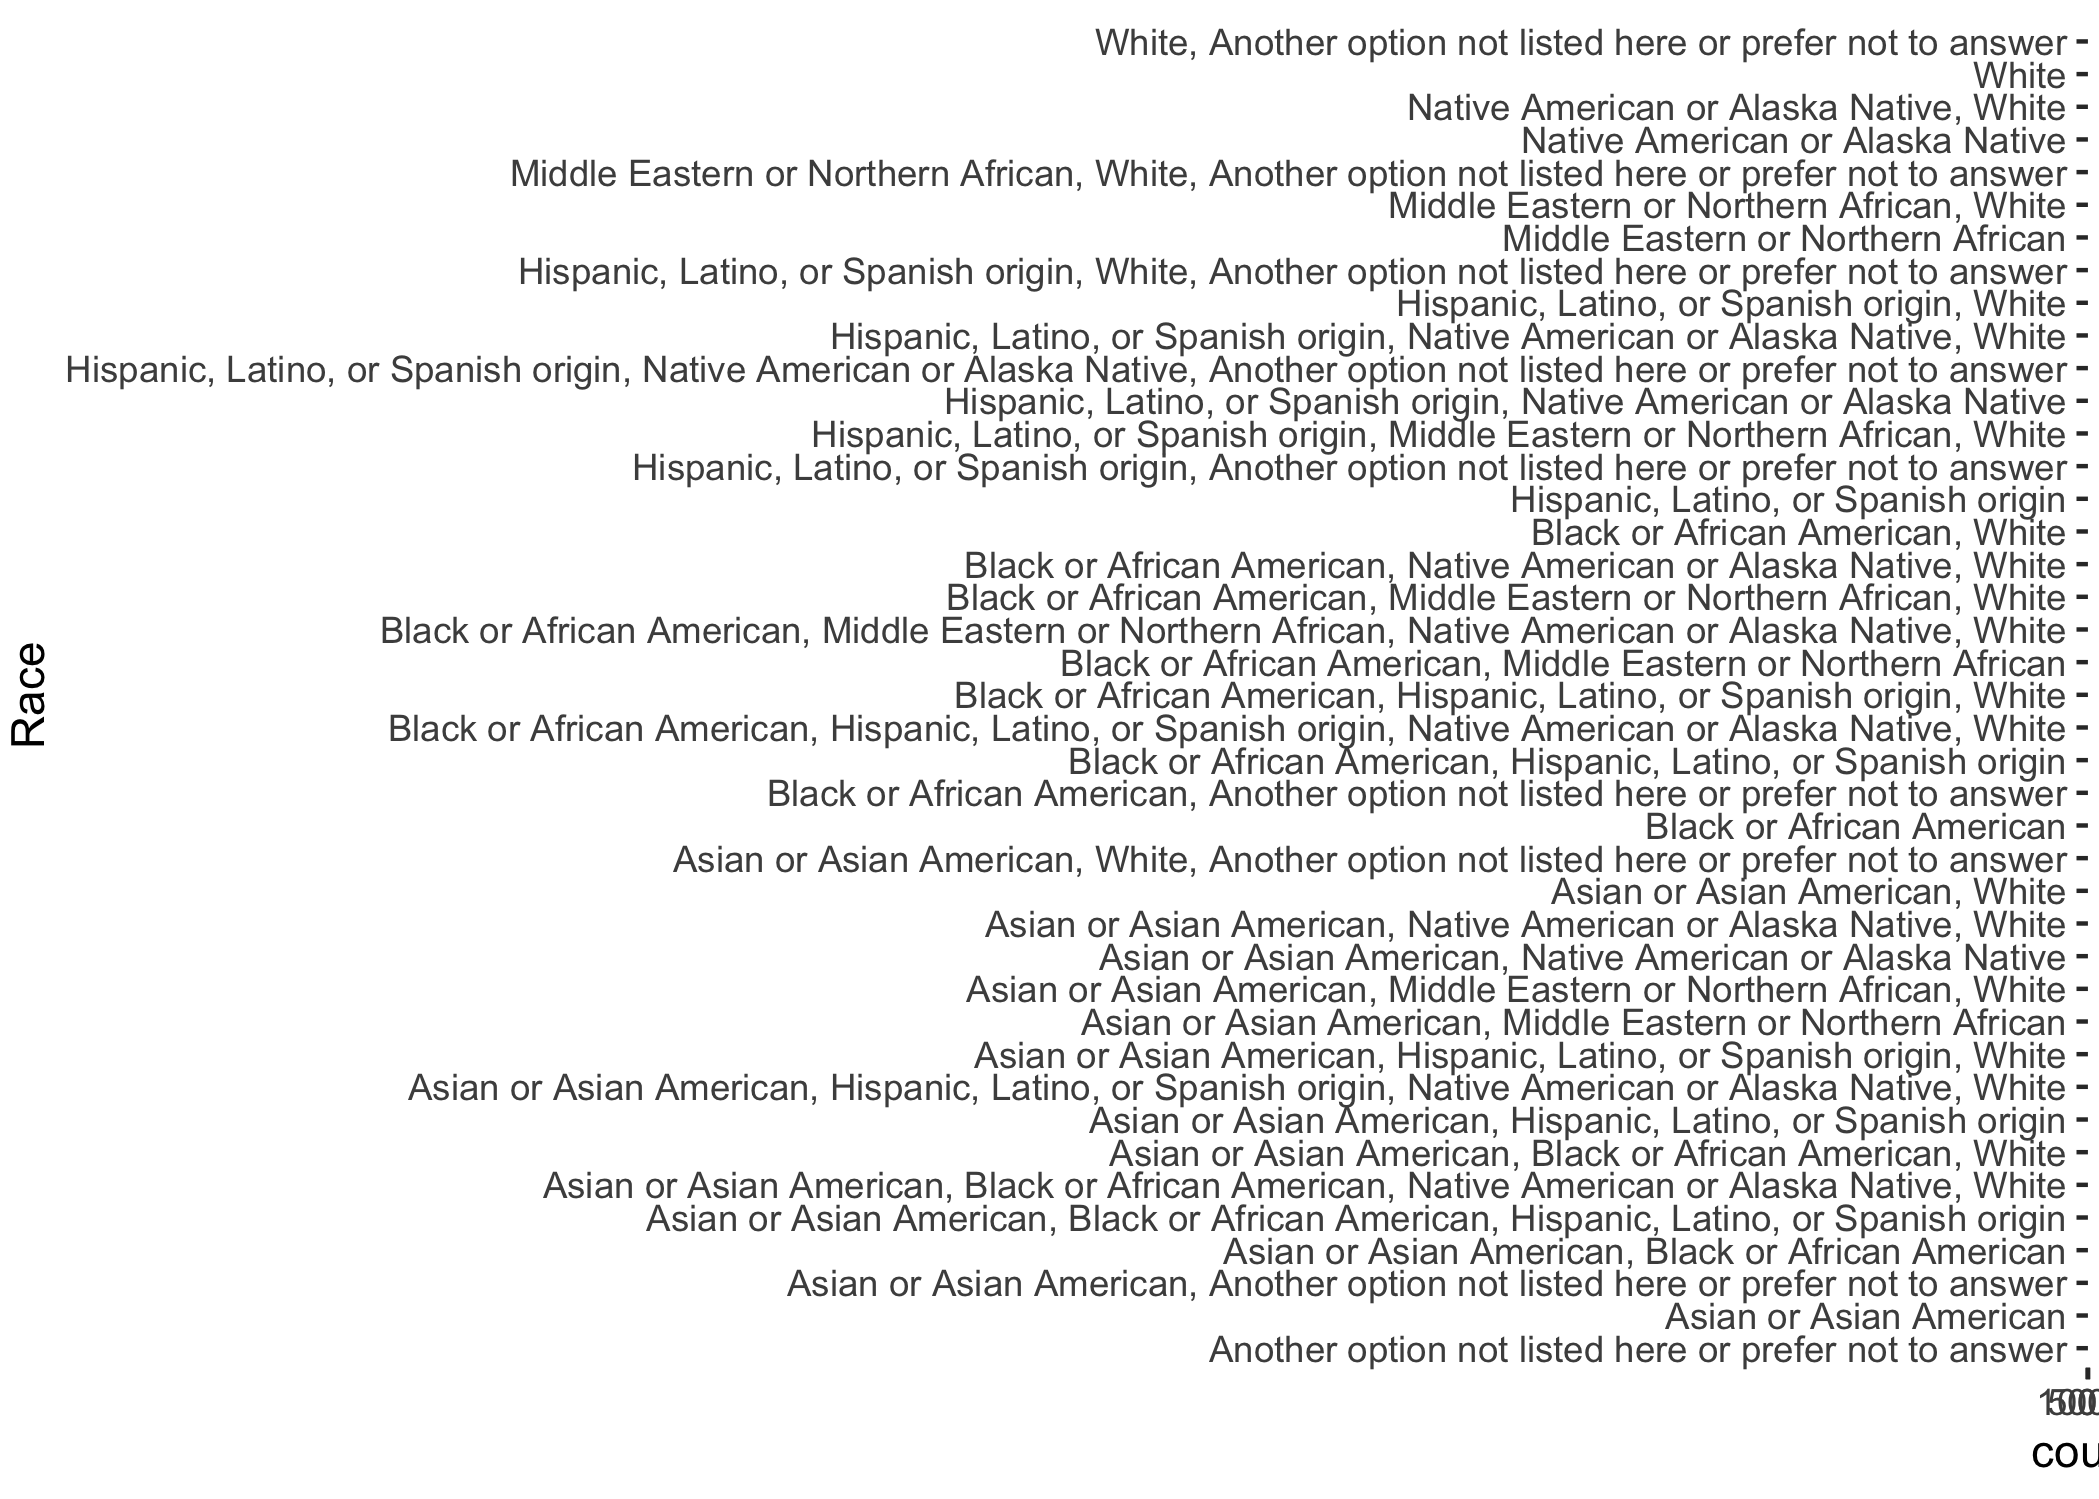 White, Another option not listed here or prefer not to answer
White
Native American or Alaska Native, White
Native American or Alaska Native
Middle Eastern or Northern African, White, Another option not listed here or prefer not to answer
Middle Eastern or Northern African, White
Middle Eastern or Northern African
Hispanic, Latino, or Spanish origin, White, Another option not listed here or prefer not to answer
Hispanic, Latino, or Spanish origin, White
Hispanic, Latino, or Spanish origin, Native American or Alaska Native, White
Hispanic, Latino, or Spanish origin, Native American or Alaska Native, Another option not listed here or prefer not to answer
Hispanic, Latino, or Spanish origin, Native American or Alaska Native
Hispanic, Latino, or Spanish origin, Middle Eastern or Northern African, White
Hispanic, Latino, or Spanish origin, Another option not listed here or prefer not to answer
Hispanic, Latino, or Spanish origin
Black or African American, White
Black or African American, Native American or Alaska Native, White
Black or African American, Middle Eastern or Northern African, White
Black or African American, Middle Eastern or Northern African, Native American or Alaska Native, White
Black or African American, Middle Eastern or Northern African
Black or African American, Hispanic, Latino, or Spanish origin, White
Black or African American, Hispanic, Latino, or Spanish origin, Native American or Alaska Native, White
Black or African American, Hispanic, Latino, or Spanish origin
Black or African American, Another option not listed here or prefer not to answer
Black or African American
Asian or Asian American, White, Another option not listed here or prefer not to answer
Asian or Asian American, White
Asian or Asian American, Native American or Alaska Native, White
Asian or Asian American, Native American or Alaska Native
Asian or Asian American, Middle Eastern or Northern African, White
Asian or Asian American, Middle Eastern or Northern African
Asian or Asian American, Hispanic, Latino, or Spanish origin, White
Asian or Asian American, Hispanic, Latino, or Spanish origin, Native American or Alaska Native, White
Asian or Asian American, Hispanic, Latino, or Spanish origin
Asian or Asian American, Black or African American, White
Asian or Asian American, Black or African American, Native American or Alaska Native, White
Asian or Asian American, Black or African American, Hispanic, Latino, or Spanish origin
Asian or Asian American, Black or African American
Asian or Asian American, Another option not listed here or prefer not to answer
Asian or Asian American
Another option not listed here or prefer not to answer
Race
cou